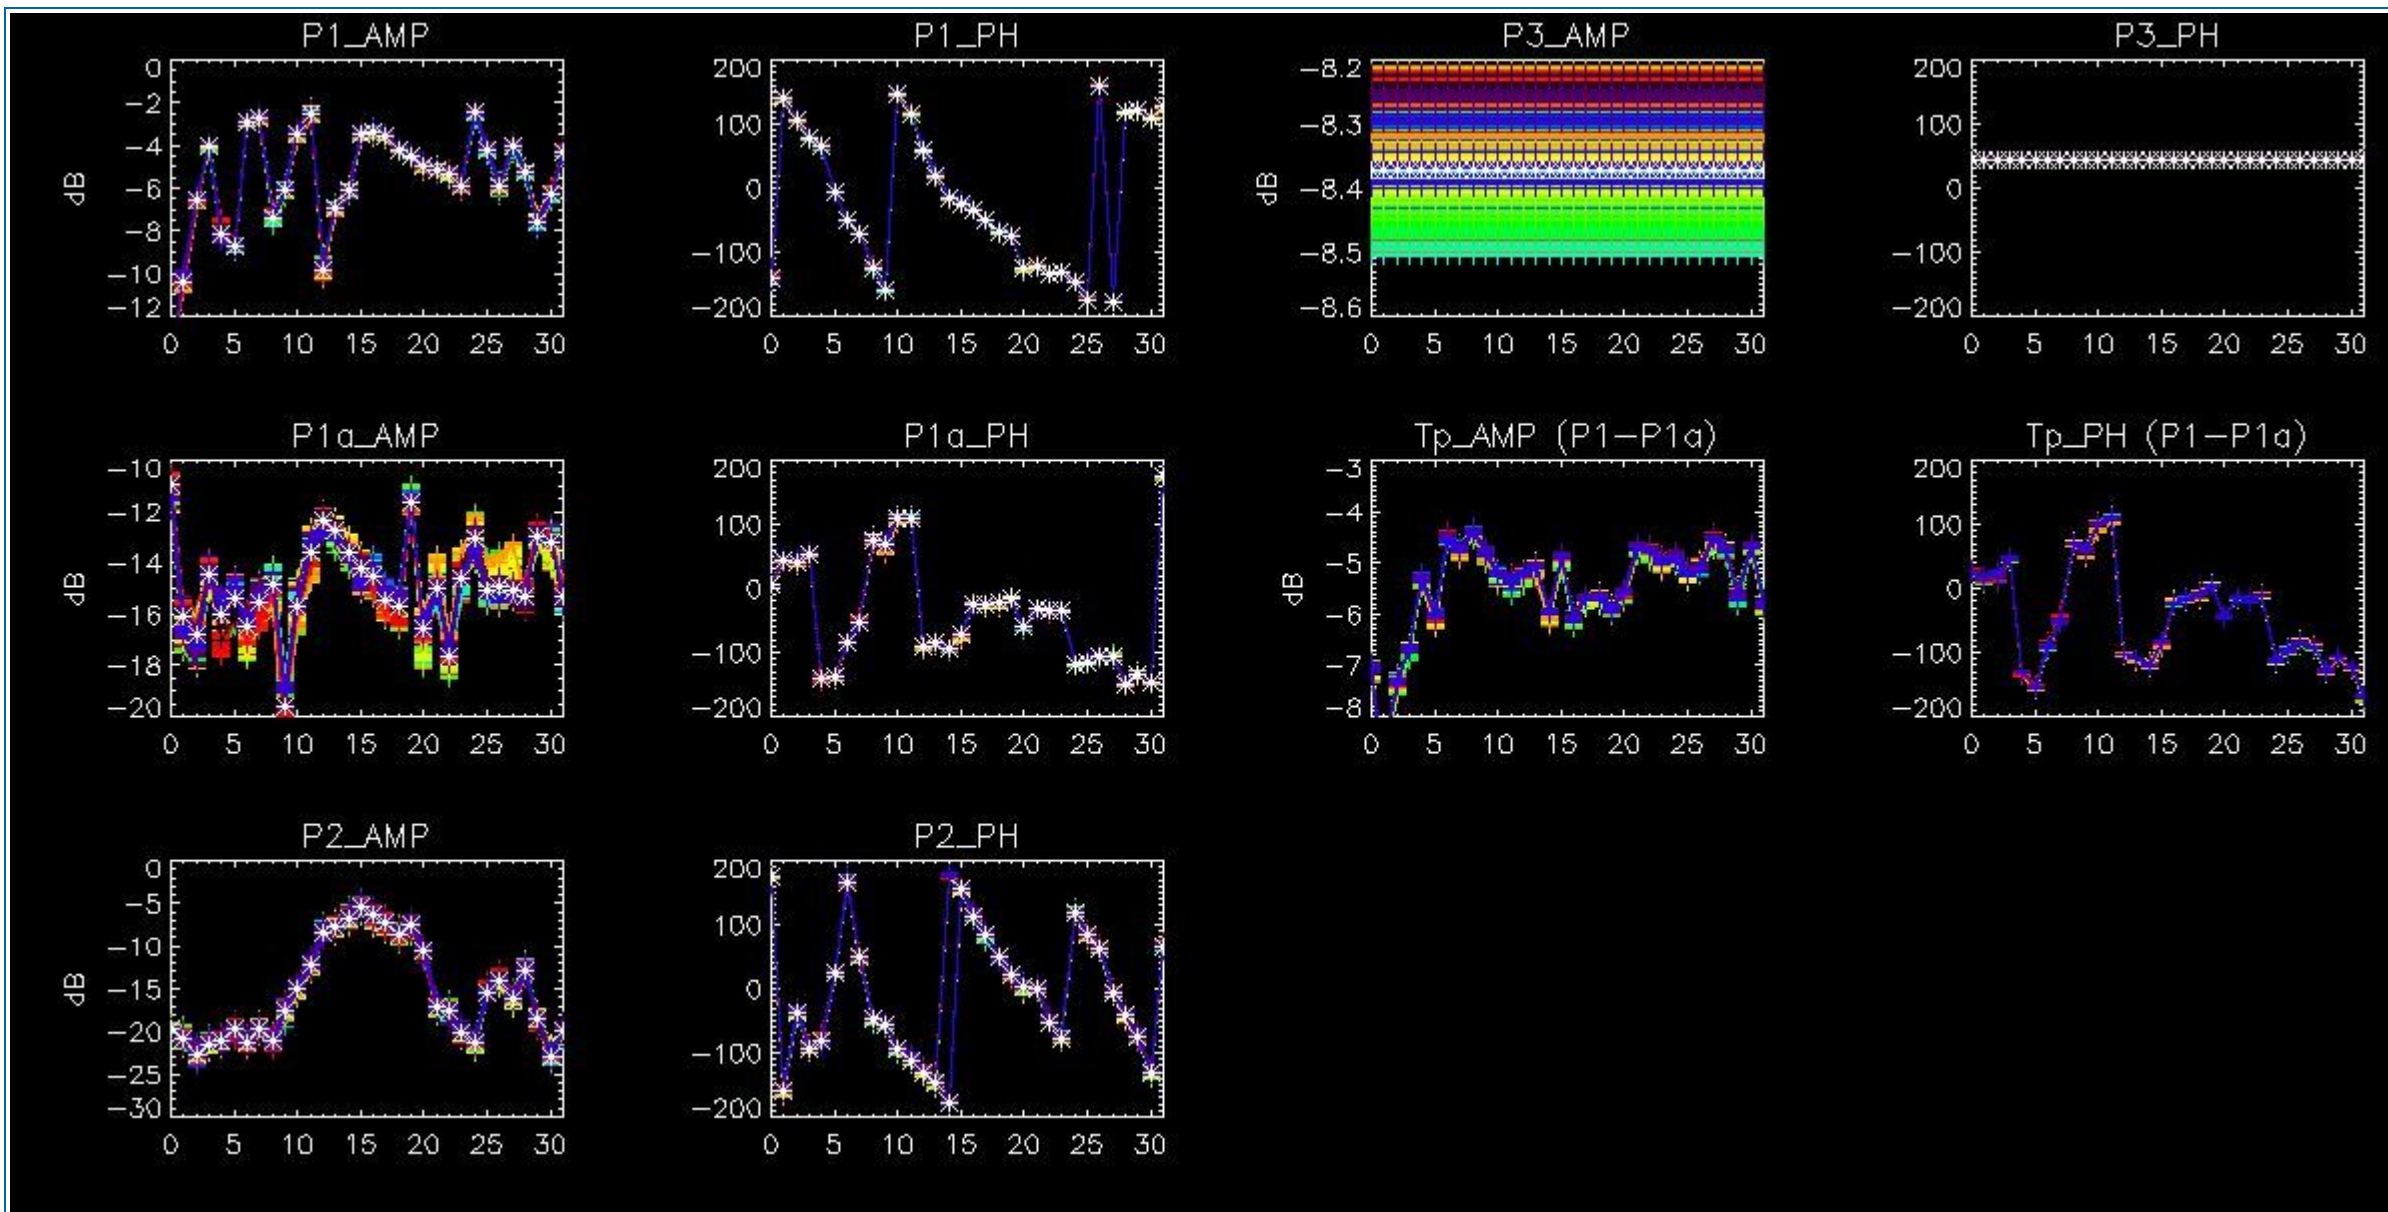 P1_AMP P1_PH P3_AMP P3_PH
0 200 -8.2 200
-2
100 -8.3 100
-4
dB -6 0 dB -8.4 0
-8
-100 -8.5 -100
-10
-12 -200 -8.6 -200
0 5 10 15 20 25 30 0 5 10 15 20 25 30 0 5 10 15 20 25 30 0 5 10 15 20 25 30
P1a_AMP P1a_PH Tp_AMP (P1-P1a) Tp_PH (P1-P1a)
-10 200 -3 200
-12 100 -4 100
-14
dB 0 dB -5 0
-16 -6
-18 -100 -7 -100
-20 -200 -8 -200
0 5 10 15 20 25 30 0 5 10 15 20 25 30 0 5 10 15 20 25 30 0 5 10 15 20 25 30
P2_AMP P2_PH
0 200
-5
100
-10
dB -15 0
-20
-100
-25
-30 -200
0 5 10 15 20 25 30 0 5 10 15 20 25 30